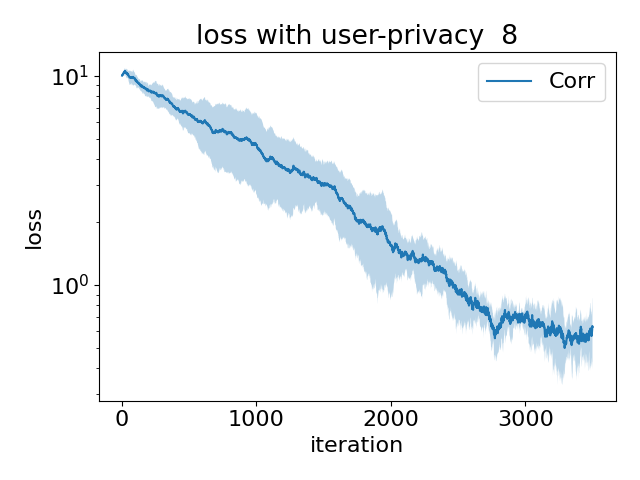 loss with user-privacy  8
Corr
10¹
10⁰
loss
0 1000 2000 3000
iteration